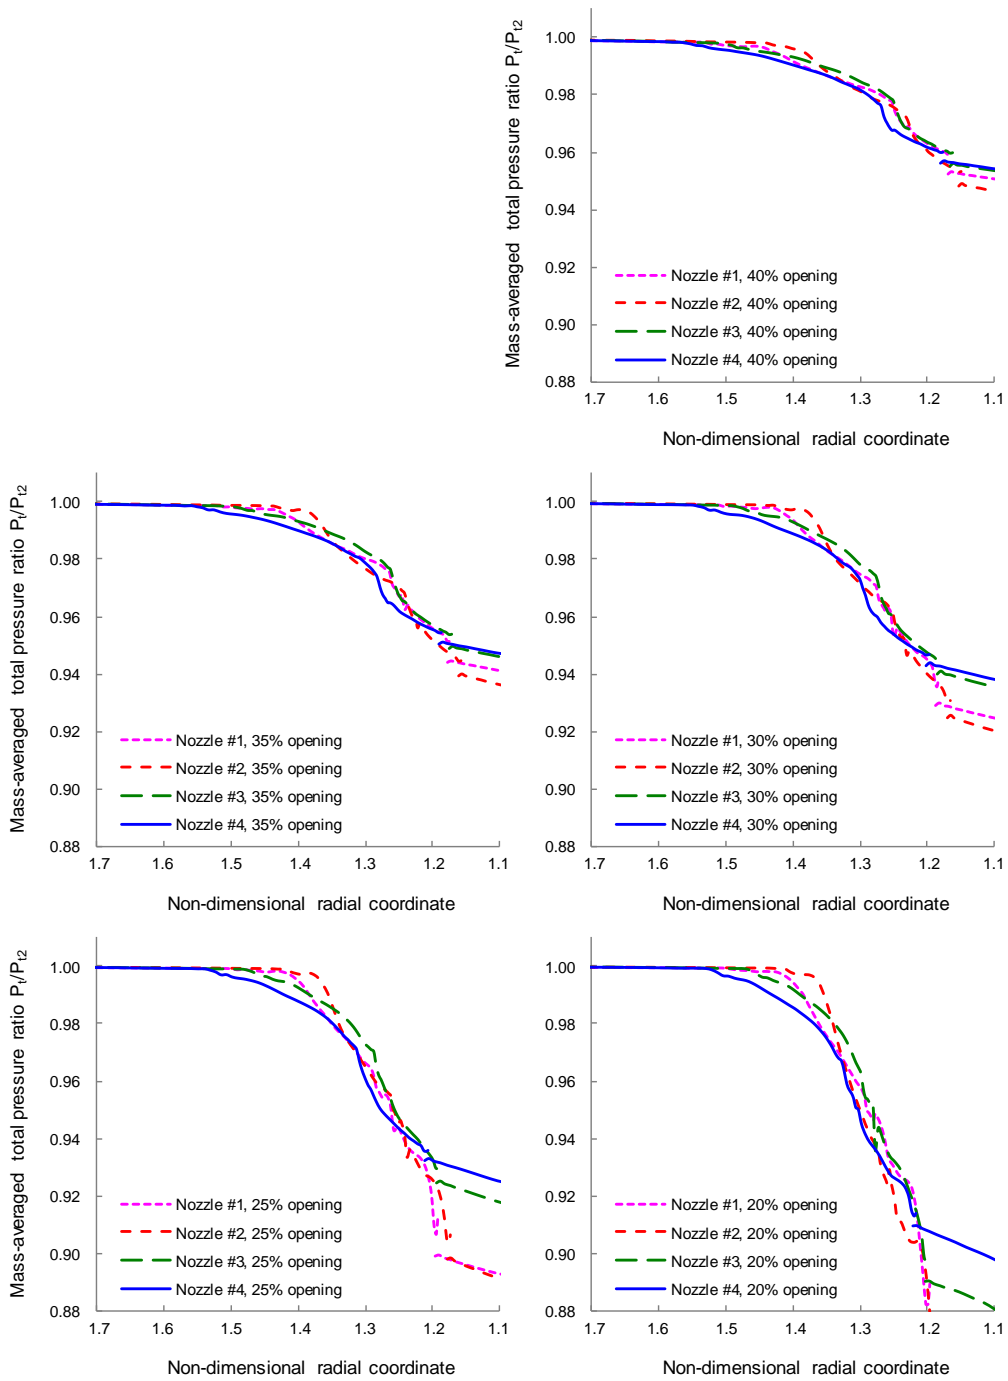 Mass-averaged total pressure ratio Pt/Pt2
1.00
0.98
0.96
0.94
0.92
0.90
0.88
Nozzle #1, 40% opening
Nozzle #2, 40% opening
Nozzle #3, 40% opening
Nozzle #4, 40% opening
1.7 1.6 1.5 1.4 1.3 1.2 1.1
Non-dimensional radial coordinate
Mass-averaged total pressure ratio Pt/Pt2
1.00
0.98
0.96
0.94
0.92
0.90
0.88
Nozzle #1, 35% opening
Nozzle #2, 35% opening
Nozzle #3, 35% opening
Nozzle #4, 35% opening
1.7 1.6 1.5 1.4 1.3 1.2 1.1
Non-dimensional radial coordinate
1.00
0.98
0.96
0.94
0.92
0.90
0.88
Nozzle #1, 30% opening
Nozzle #2, 30% opening
Nozzle #3, 30% opening
Nozzle #4, 30% opening
1.7 1.6 1.5 1.4 1.3 1.2 1.1
Non-dimensional radial coordinate
Mass-averaged total pressure ratio Pt/Pt2
1.00
0.98
0.96
0.94
0.92
0.90
0.88
Nozzle #1, 25% opening
Nozzle #2, 25% opening
Nozzle #3, 25% opening
Nozzle #4, 25% opening
1.7 1.6 1.5 1.4 1.3 1.2 1.1
Non-dimensional radial coordinate
1.00
0.98
0.96
0.94
0.92
0.90
0.88
Nozzle #1, 20% opening
Nozzle #2, 20% opening
Nozzle #3, 20% opening
Nozzle #4, 20% opening
1.7 1.6 1.5 1.4 1.3 1.2 1.1
Non-dimensional radial coordinate